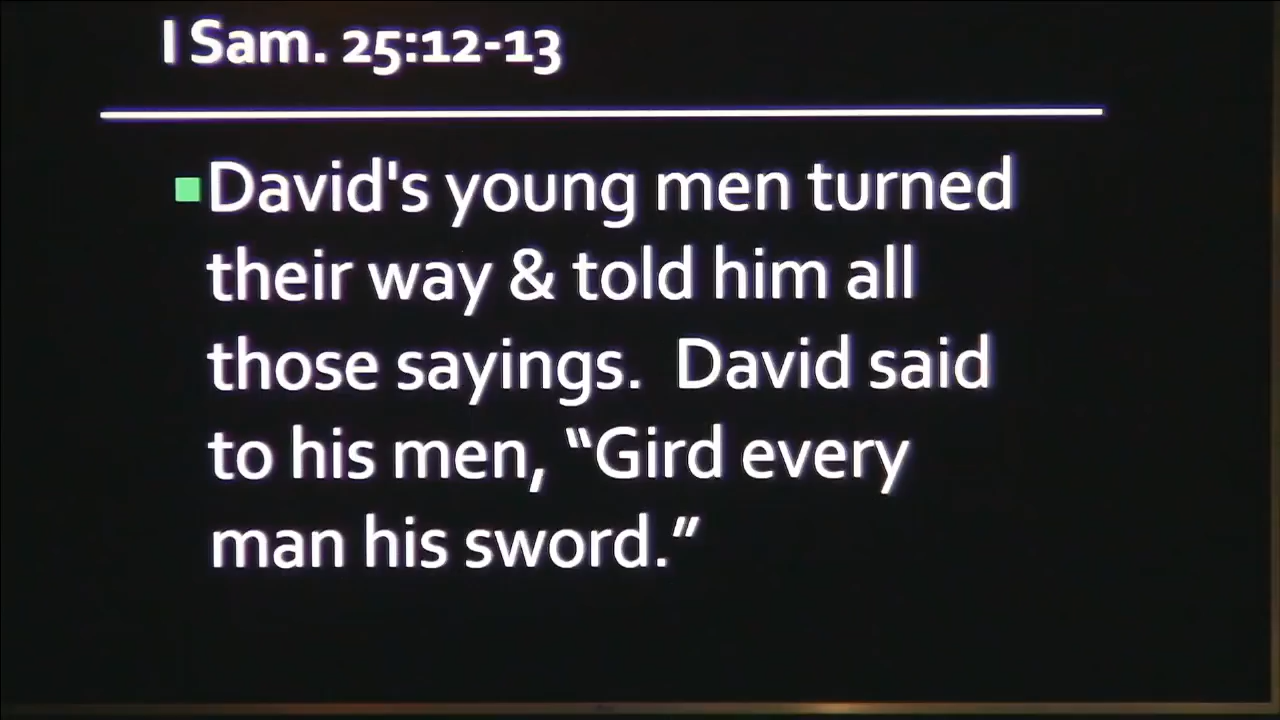 I Sam. 25:12-13
David's young men turned
their way & told him all
those sayings.  David said
to his men, “Gird every
man his sword.”